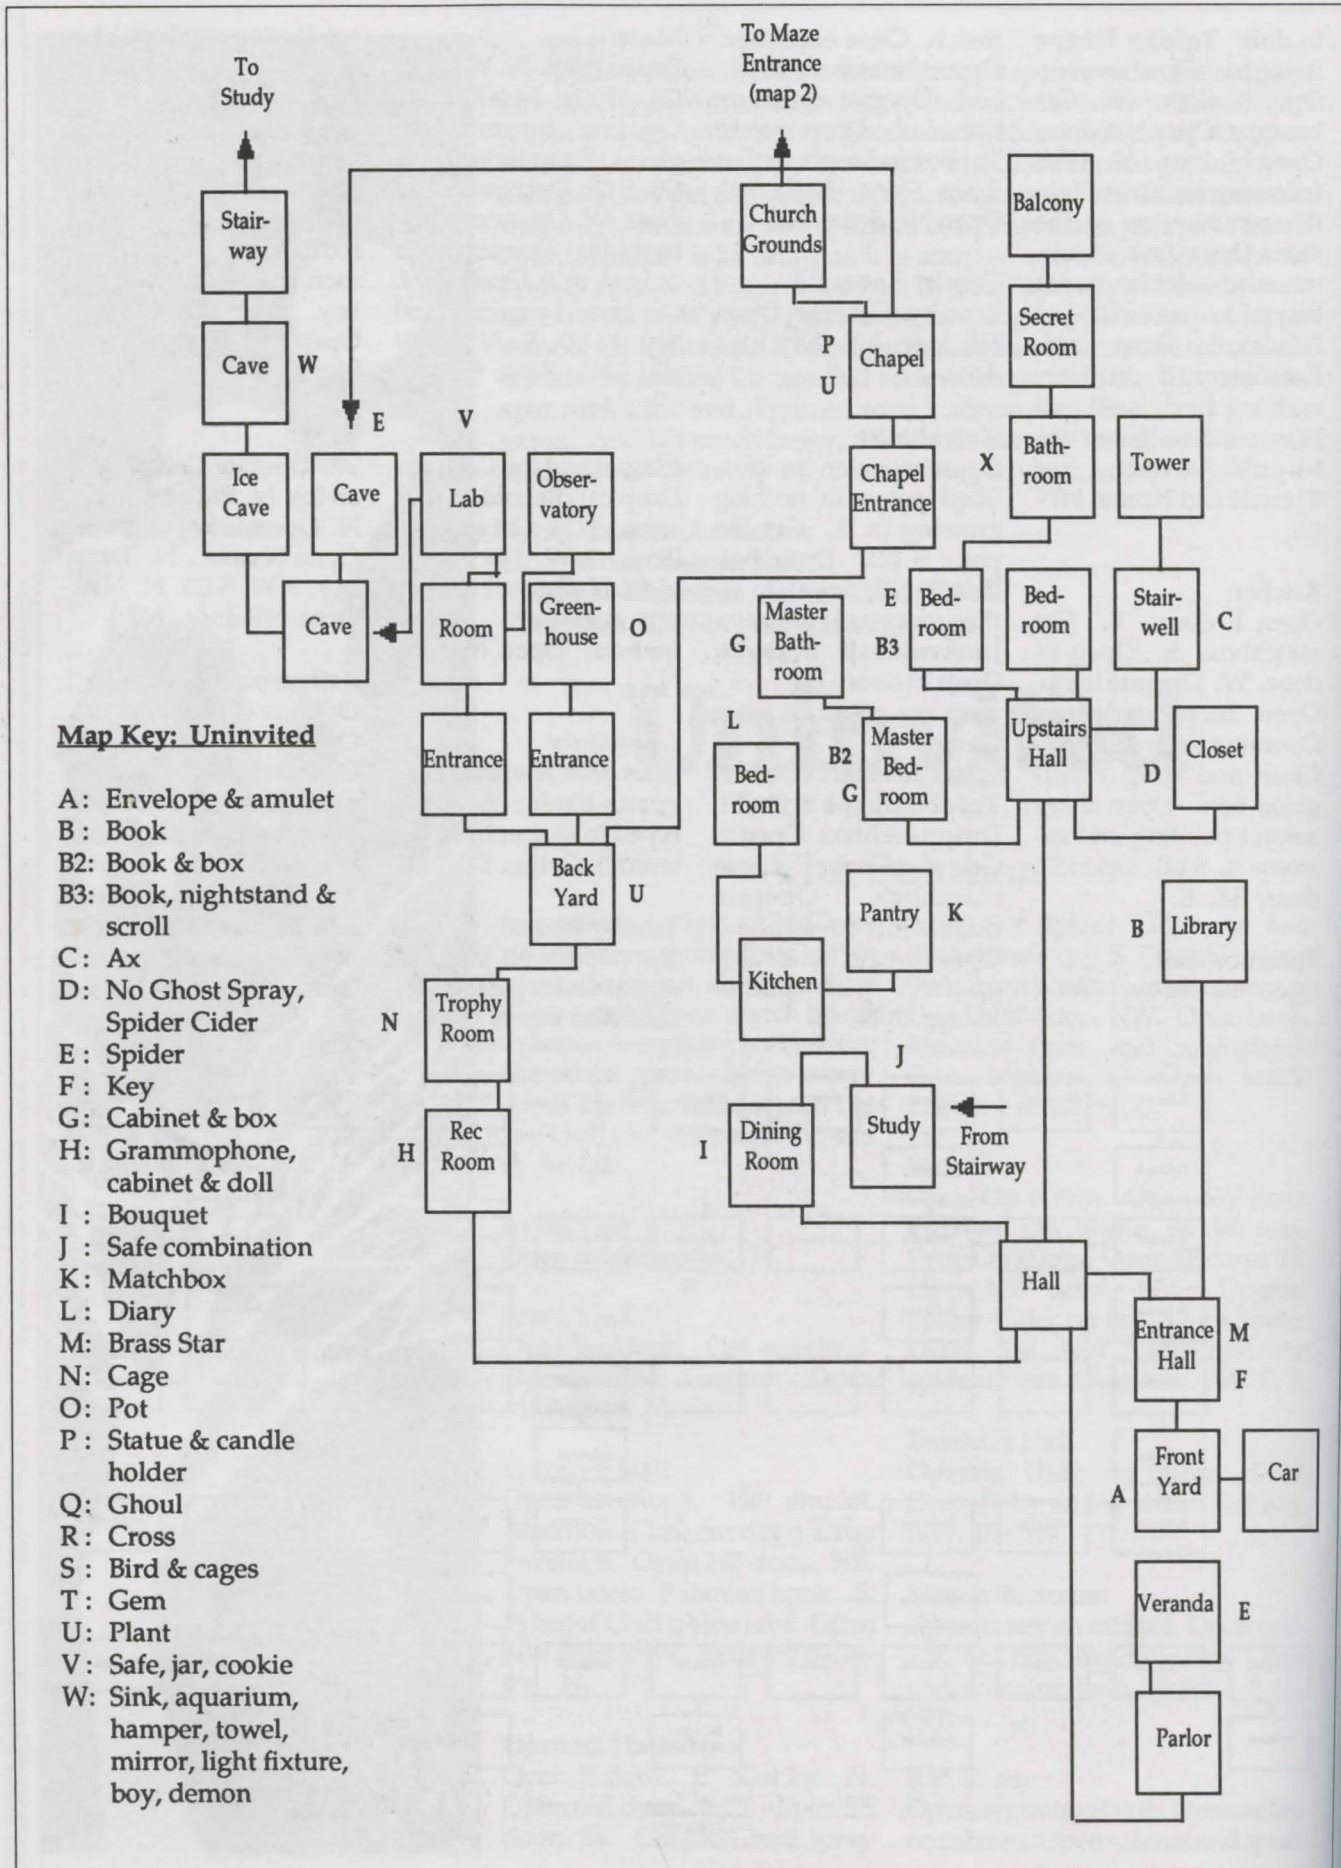 To
Study
To Maze
Entrance
(map 2)
Stair-
way
Church
Grounds
Balcony
Cave
W
P
U
Chapel
Secret
Room
E
V
Ice
Cave
Cave
Lab
Obser-
vatory
Chapel
Entrance
X
Bath-
room
Tower
Cave
Room
Green-
house
O
G
Master
Bath-
room
E
B3
Bed-
room
Bed-
room
Stair-
well
C
Entrance
Entrance
L
Bed-
room
B2
G
Master
Bed-
room
Upstairs
Hall
D
Closet
Back
Yard
U
Pantry
K
B
Library
Kitchen
N
Trophy
Room
J
H
Rec
Room
I
Dining
Room
Study
From
Stairway
Hall
Entrance
Hall
M
F
A
Front
Yard
Car
Veranda
E
Parlor
Map Key: Uninvited
A: Envelope & amulet
B: Book
B2: Book & box
B3: Book, nightstand &
scroll
C: Ax
D: No Ghost Spray,
Spider Cider
E: Spider
F: Key
G: Cabinet & box
H: Grammophone,
cabinet & doll
I : Bouquet
J : Safe combination
K: Matchbox
L: Diary
M: Brass Star
N: Cage
O: Pot
P : Statue & candle
holder
Q: Ghoul
R: Cross
S : Bird & cages
T : Gem
U: Plant
V: Safe, jar, cookie
W: Sink, aquarium,
hamper, towel,
mirror, light fixture,
boy, demon